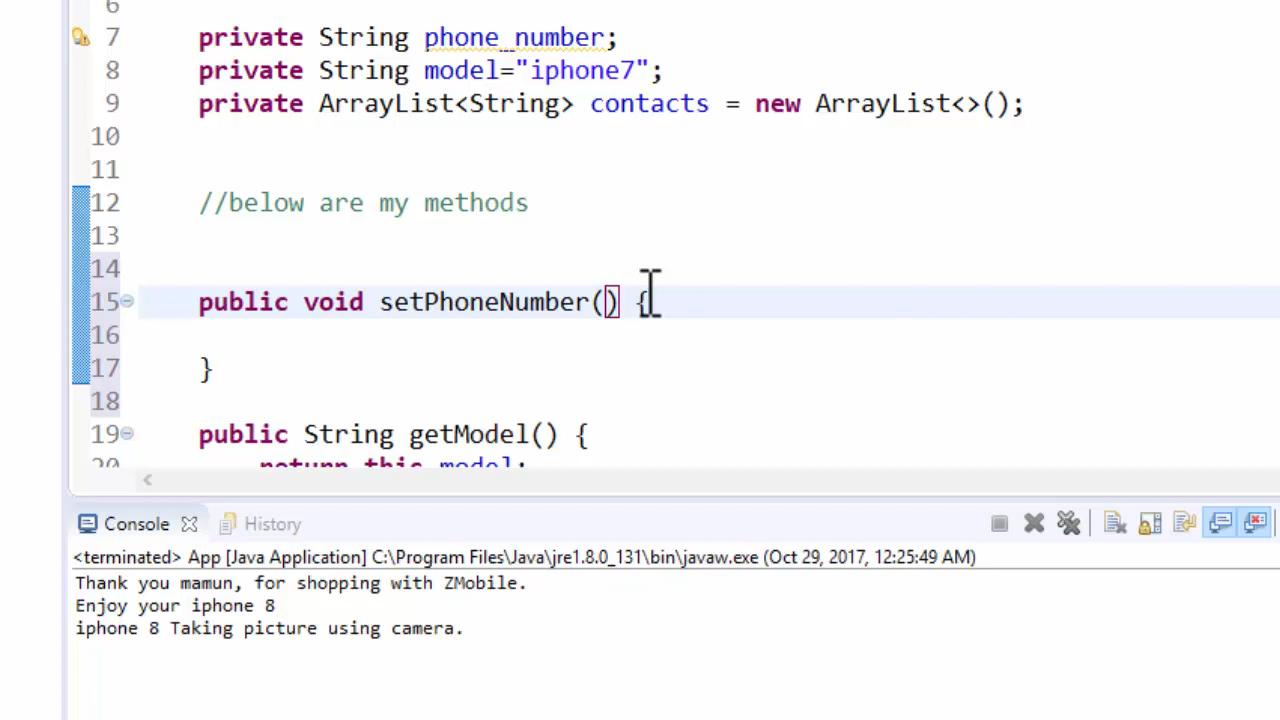 6
7 private String phone_number;
8 private String model="iphone7";
9 private ArrayList<String> contacts = new ArrayList<>();
10
11
12 //below are my methods
13
14
15 public void setPhoneNumber() {
16
17 }
18
19 public String getModel() {
20 return this model;
Console History
<terminated> App [Java Application] C:\Program Files\Java\jre1.8.0_131\bin\javaw.exe (Oct 29, 2017, 12:25:49 AM)
Thank you mamun, for shopping with ZMobile.
Enjoy your iphone 8
iphone 8 Taking picture using camera.